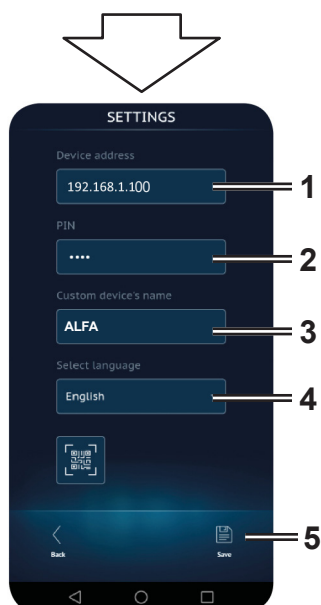 SETTINGS
Device address
192.168.1.100
1
PIN
••••
2
Custom device's name
ALFA
3
Select language
English
4
Back
Save
5